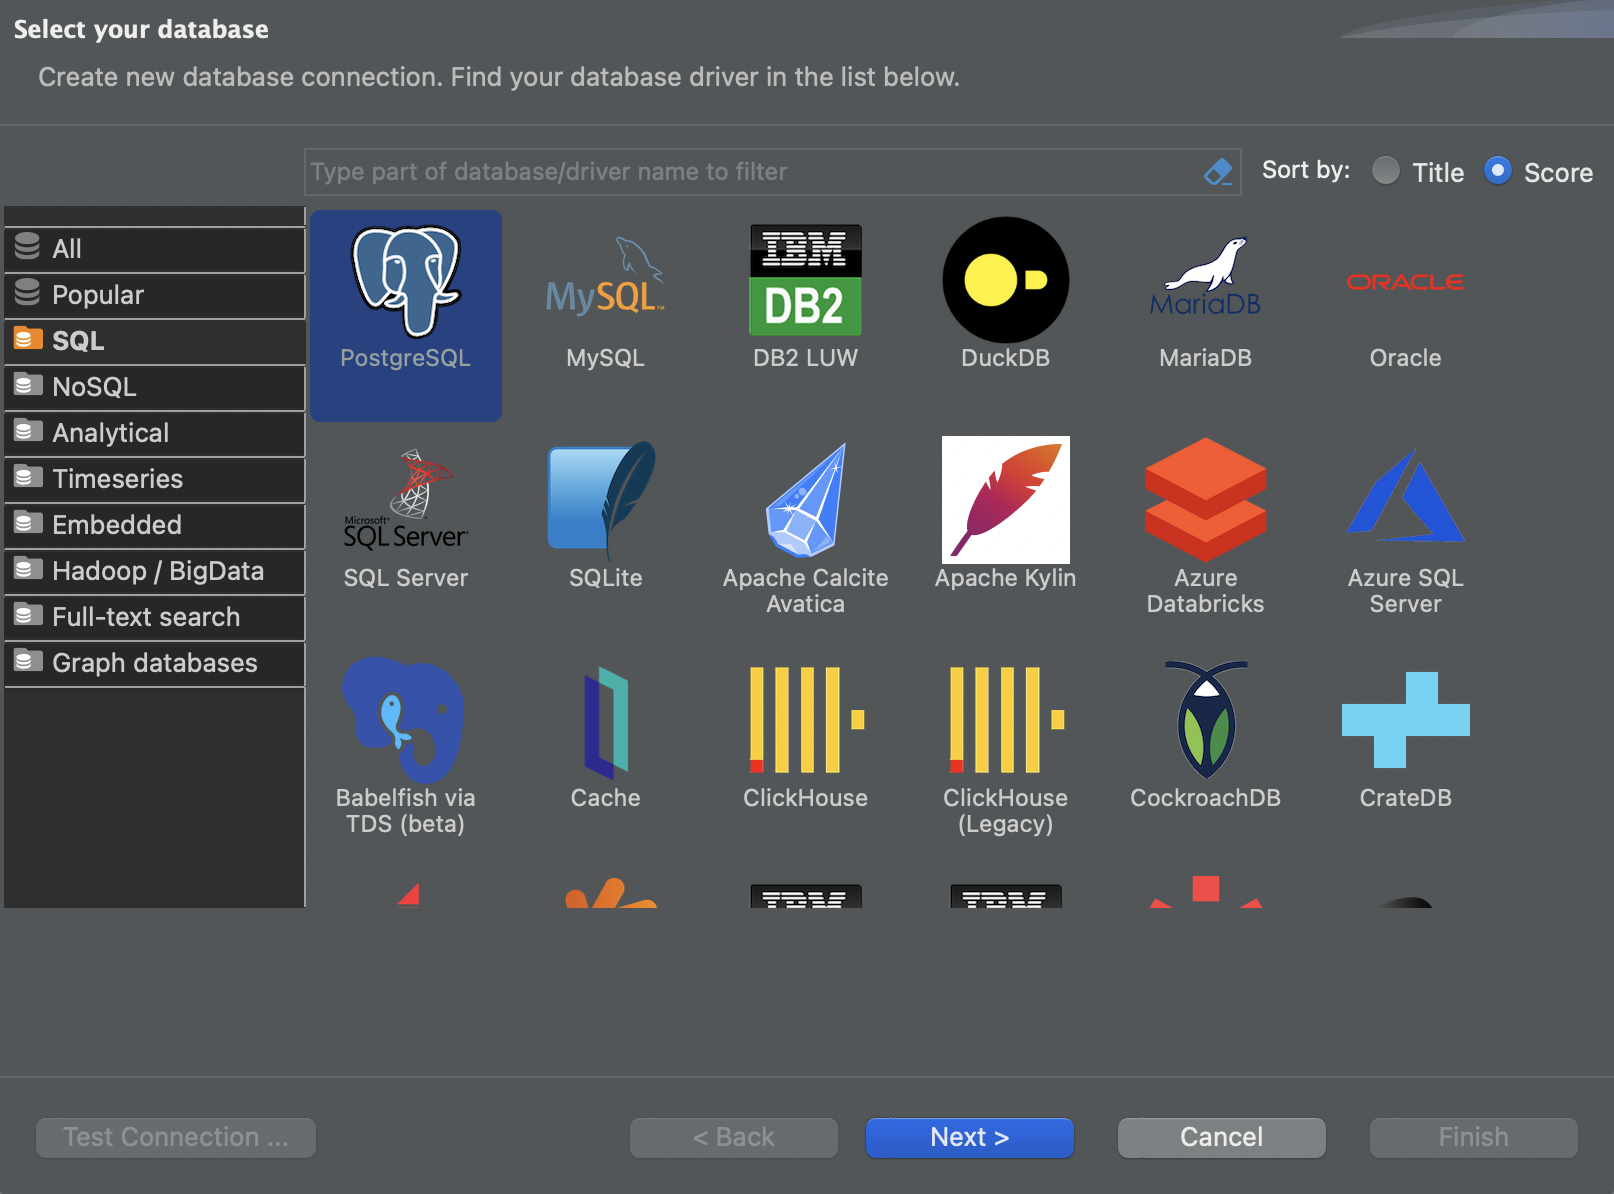 Select your database
Create new database connection. Find your database driver in the list below.
Type part of database/driver name to filter
Sort by:
Title
Score
All
Popular
SQL
NoSQL
Analytical
Timeseries
Embedded
Hadoop / BigData
Full-text search
Graph databases
PostgreSQL
MySQL™
MySQL
IBM
DB2
DB2 LUW
DuckDB
MariaDB
MariaDB
ORACLE
Oracle
Microsoft®
SQL Server®
SQL Server
SQLite
Apache Calcite
Avatica
Apache Kylin
Azure
Databricks
Azure SQL
Server
Babelfish via
TDS (beta)
Cache
ClickHouse
ClickHouse
(Legacy)
CockroachDB
CrateDB
IBM
IBM
Test Connection ...
< Back
Next >
Cancel
Finish